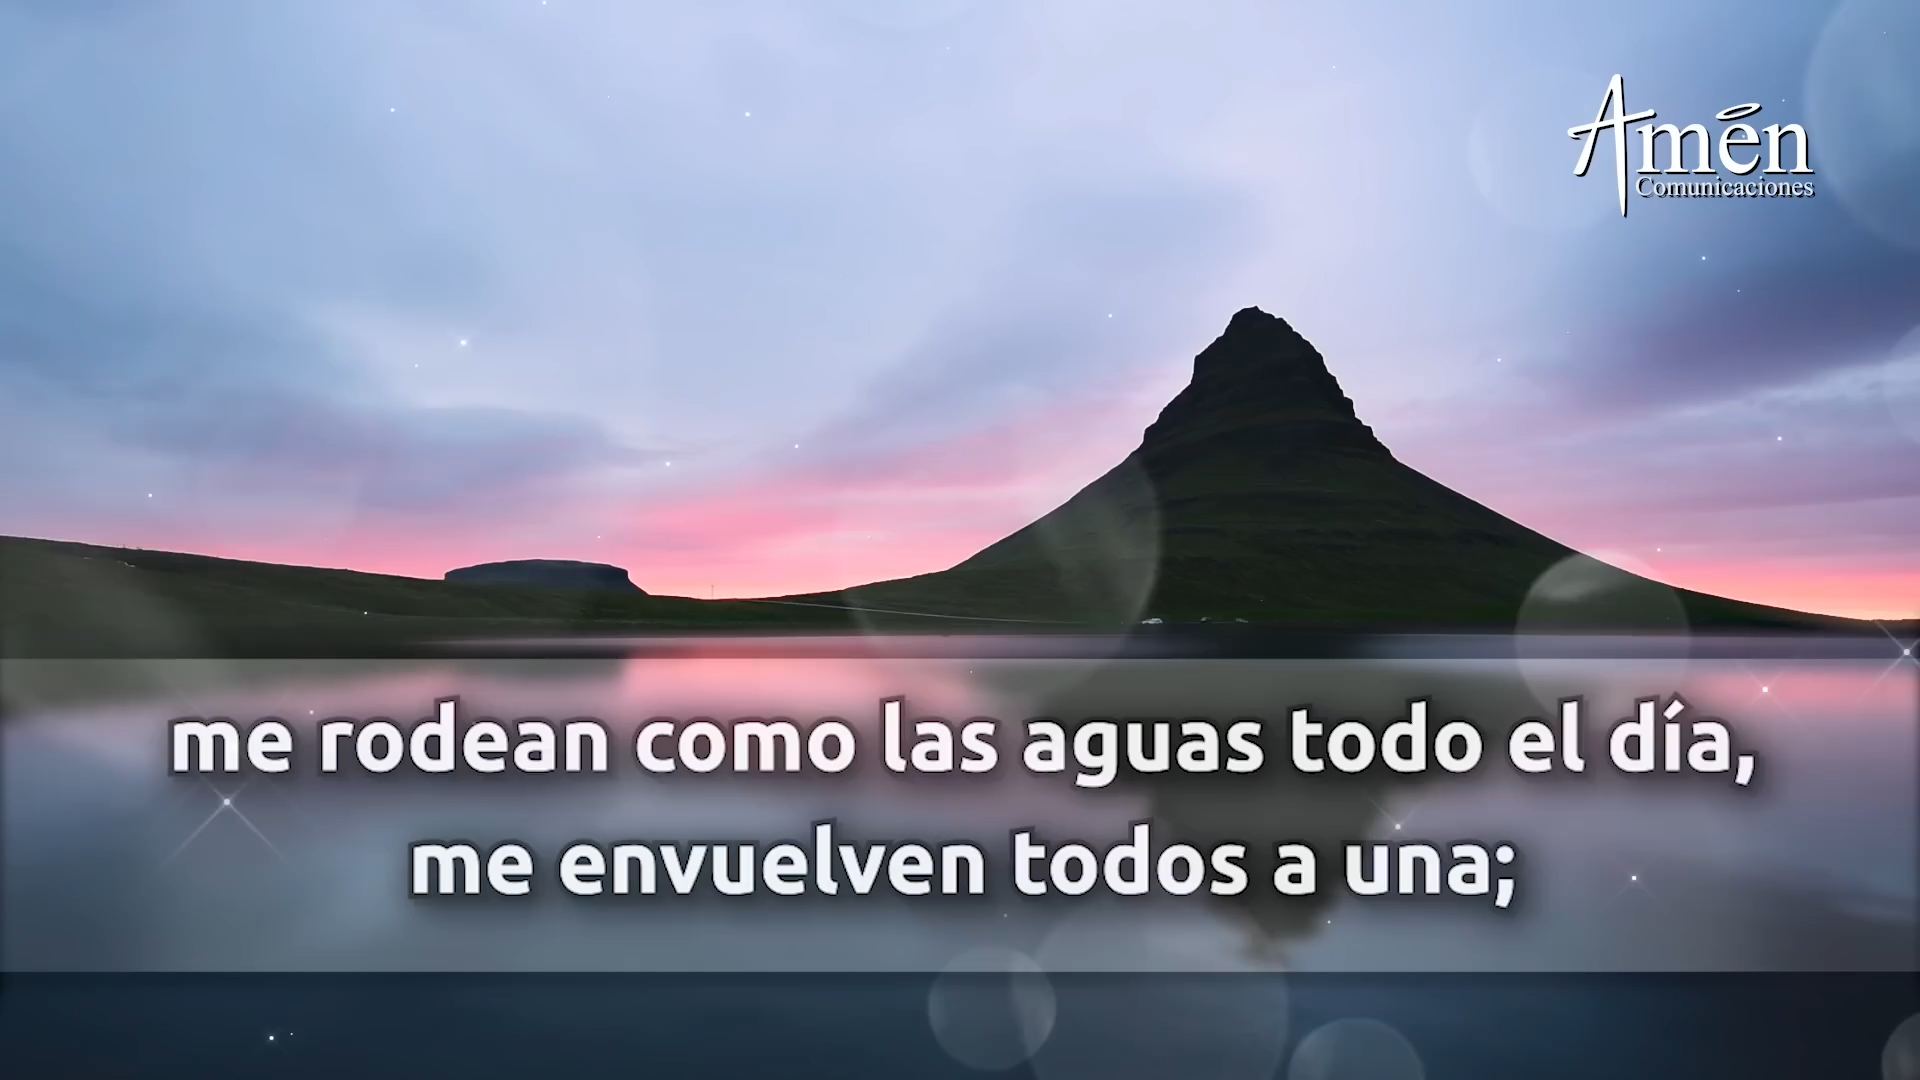 Amén
Comunicaciones
me rodean como las aguas todo el día,
me envuelven todos a una;